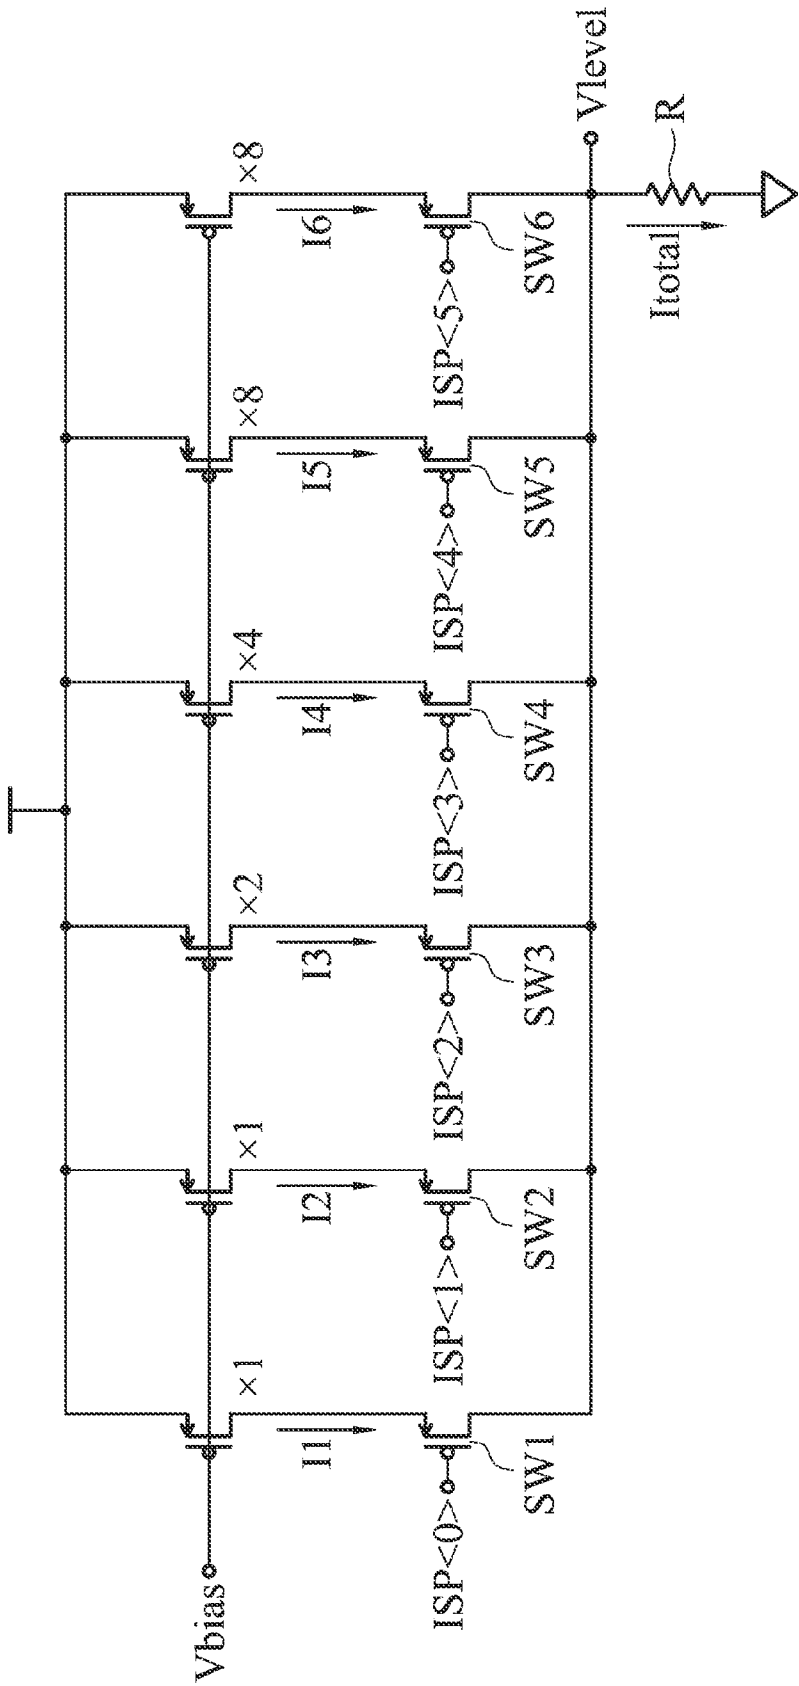 Vbias
×1
×1
×2
×4
×8
×8
I1
I2
I3
I4
I5
I6
ISP<0>
ISP<1>
ISP<2>
ISP<3>
ISP<4>
ISP<5>
SW1
SW2
SW3
SW4
SW5
SW6
Vlevel
Itotal
R